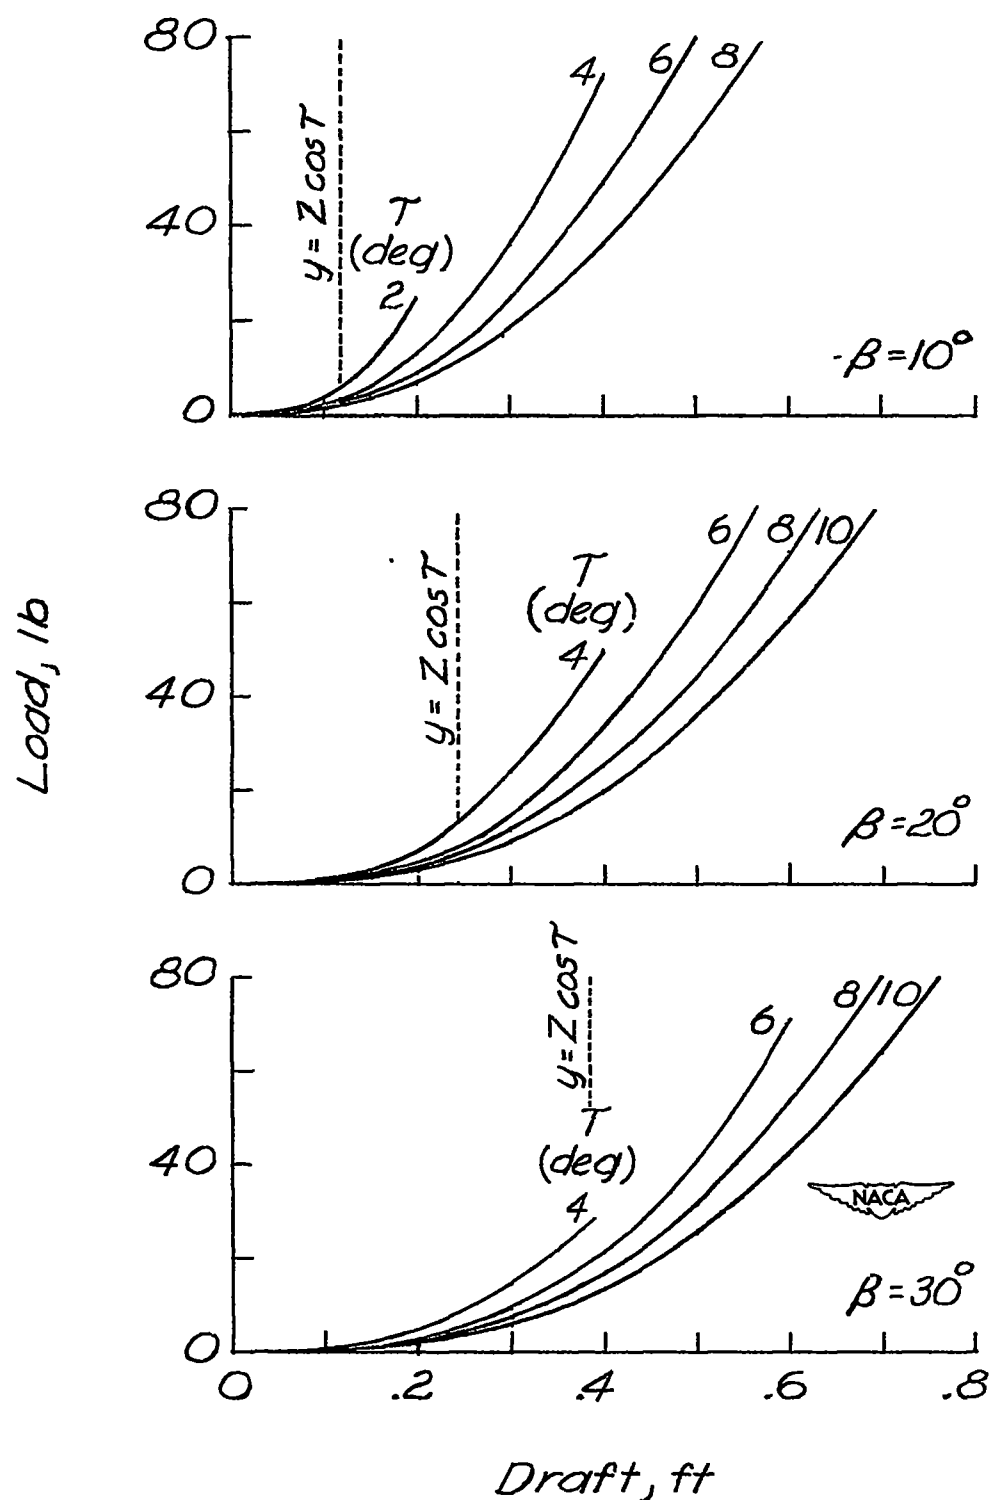 80
40
0
y = Z cos τ
τ
(deg)
2
4
6
8
β = 10°
80
40
0
y = Z cos τ
τ
(deg)
4
6
8
10
β = 20°
Load, lb
80
40
0
y = Z cos τ
τ
(deg)
4
6
8
10
NACA
β = 30°
0
.2
.4
.6
.8
Draft, ft